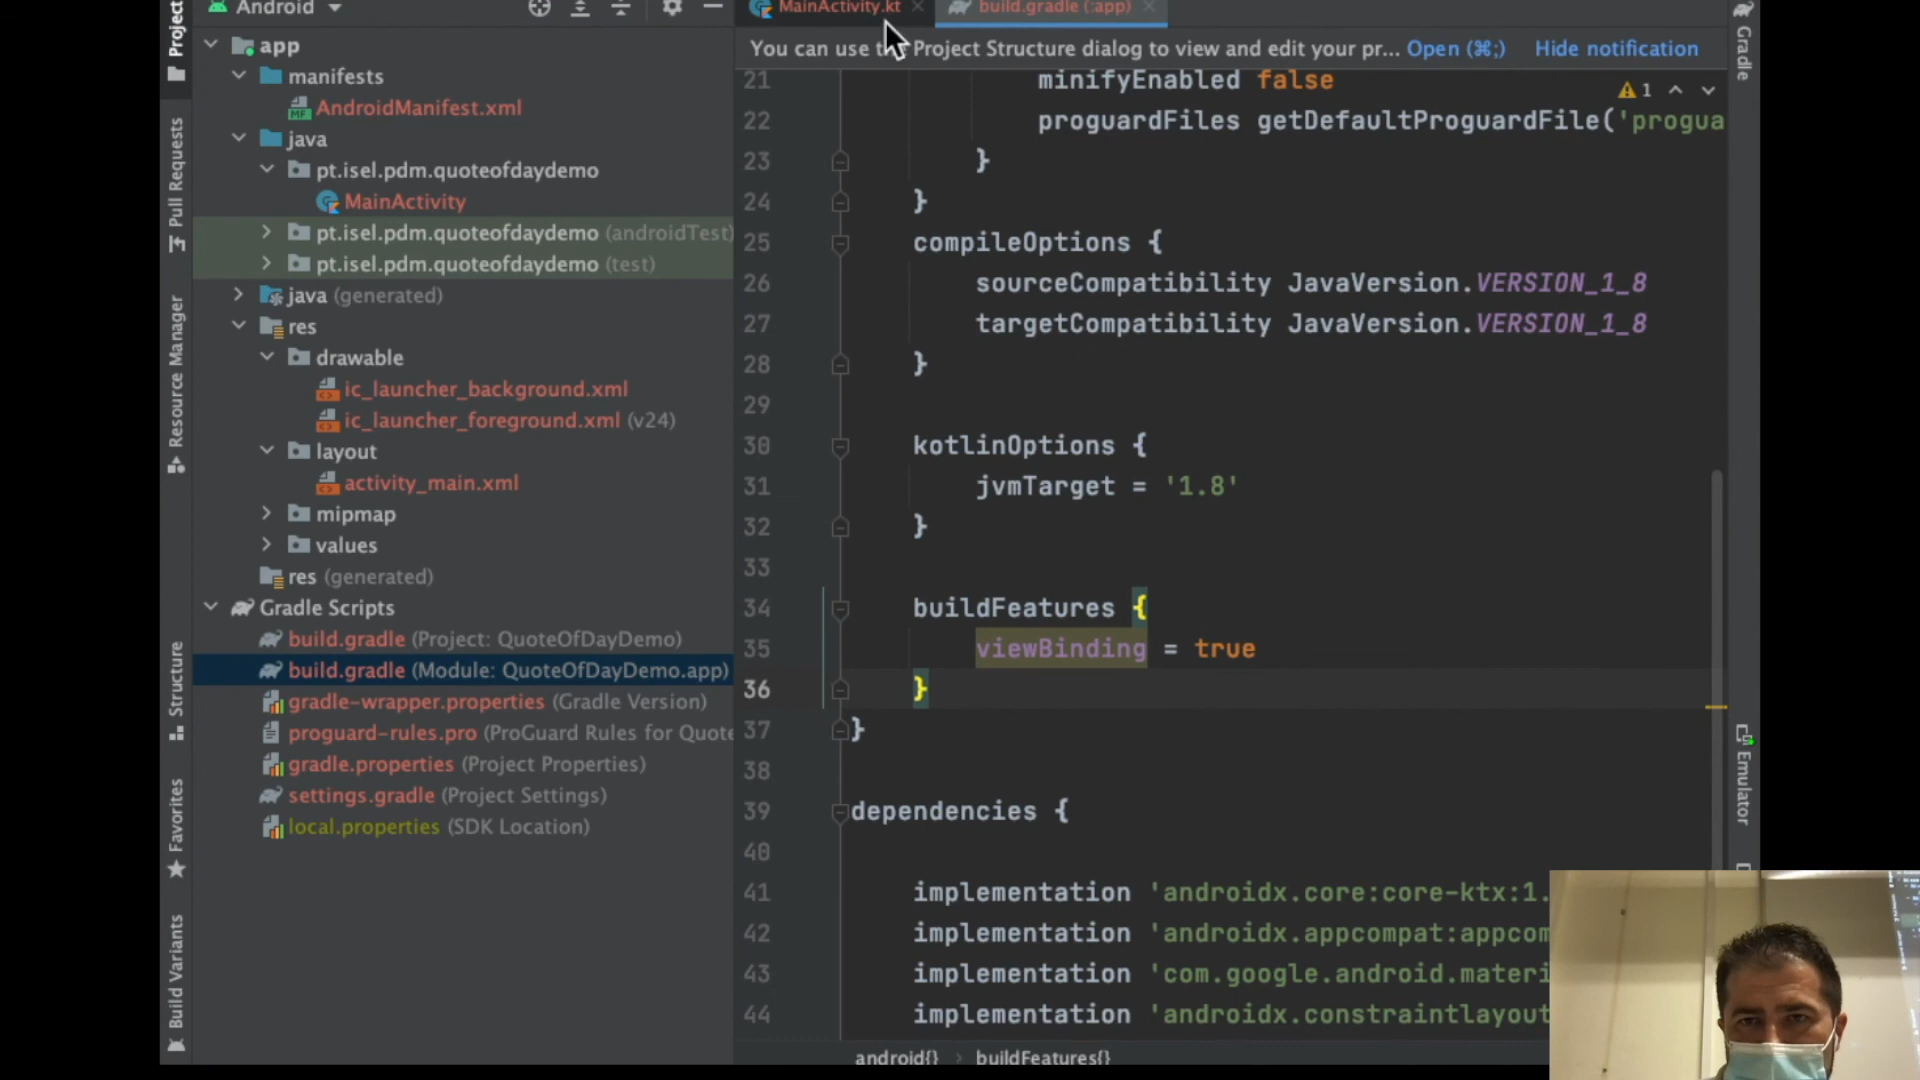 Android
MainActivity.kt
build.gradle (:app)
You can use t Project Structure dialog to view and edit your pr... Open (⌘;) Hide notification
Project
Pull Requests
Resource Manager
Structure
Favorites
Build Variants
app
manifests
AndroidManifest.xml
java
pt.isel.pdm.quoteofdaydemo
MainActivity
pt.isel.pdm.quoteofdaydemo (androidTest)
pt.isel.pdm.quoteofdaydemo (test)
java (generated)
res
drawable
ic_launcher_background.xml
ic_launcher_foreground.xml (v24)
layout
activity_main.xml
mipmap
values
res (generated)
Gradle Scripts
build.gradle (Project: QuoteOfDayDemo)
build.gradle (Module: QuoteOfDayDemo.app)
gradle-wrapper.properties (Gradle Version)
proguard-rules.pro (ProGuard Rules for Quote
gradle.properties (Project Properties)
settings.gradle (Project Settings)
local.properties (SDK Location)
21 minifyEnabled false
22 proguardFiles getDefaultProguardFile('progua
23 }
24 }
25 compileOptions {
26 sourceCompatibility JavaVersion.VERSION_1_8
27 targetCompatibility JavaVersion.VERSION_1_8
28 }
29
30 kotlinOptions {
31 jvmTarget = '1.8'
32 }
33
34 buildFeatures {
35 viewBinding = true
36 }
37 }
38
39 dependencies {
40
41 implementation 'androidx.core:core-ktx:1.
42 implementation 'androidx.appcompat:appcom
43 implementation 'com.google.android.materi
44 implementation 'androidx.constraintlayout
android{} › buildFeatures{}
1
Gradle
Emulator